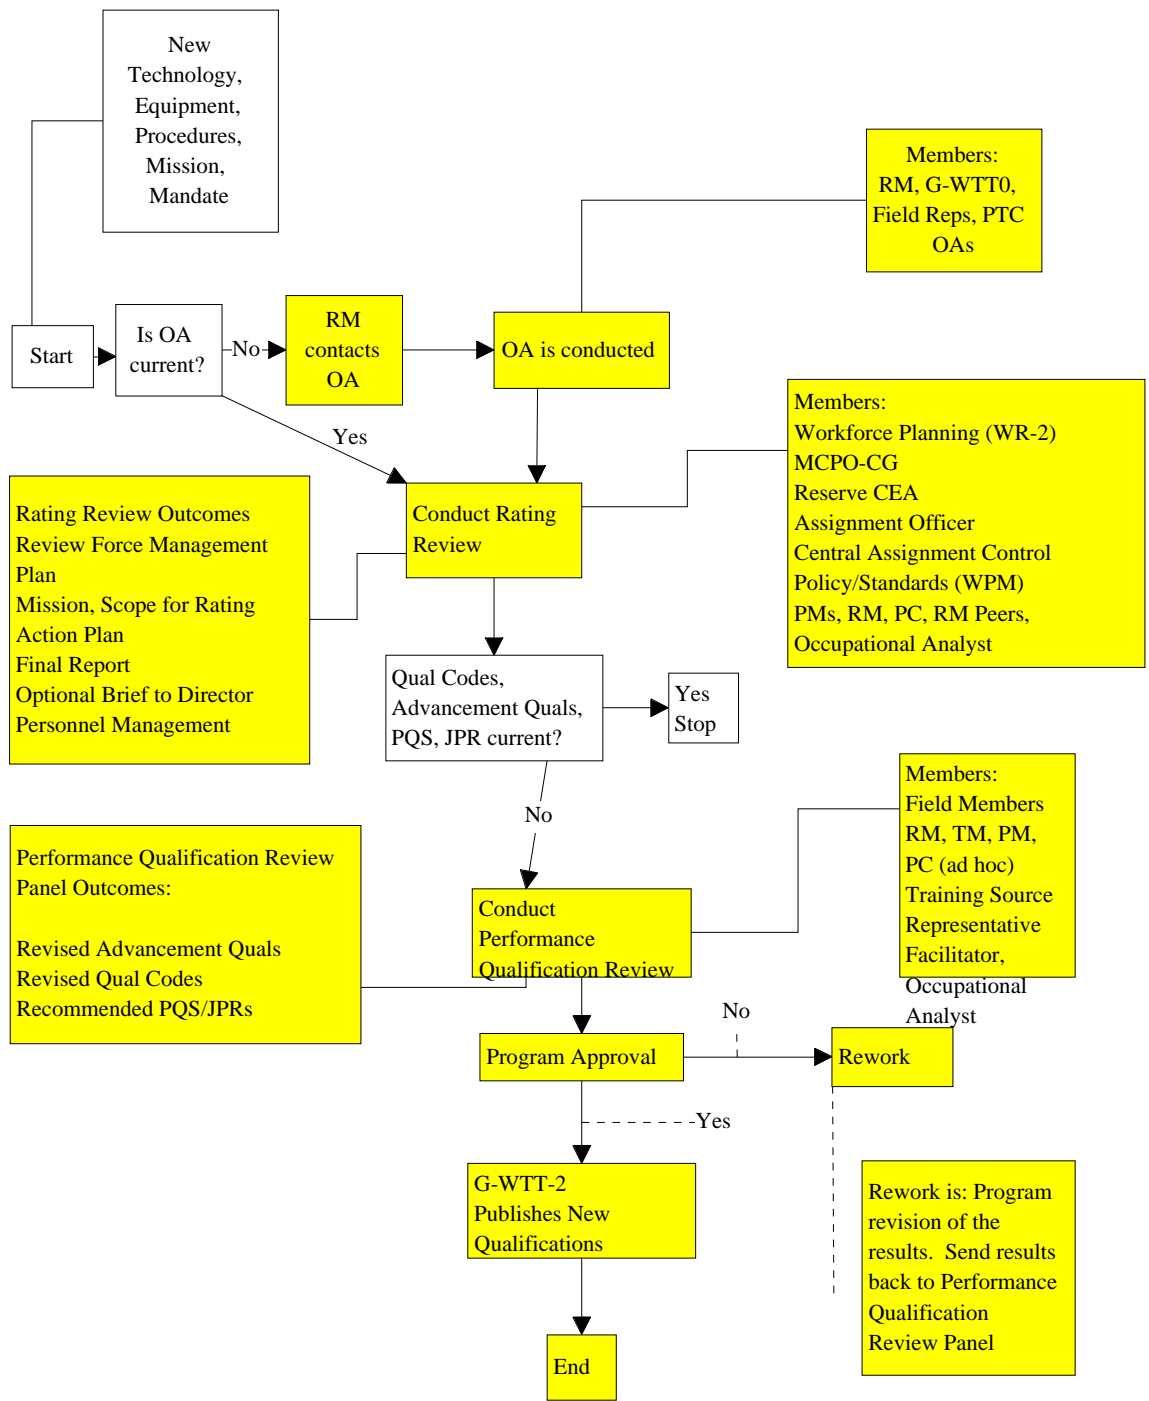 New
Technology,
Equipment,
Procedures,
Mission,
Mandate
Members:
RM, G-WTT0,
Field Reps, PTC
OAs
Start
Is OA
current?
No
RM
contacts
OA
OA is conducted
Yes
Members:
Workforce Planning (WR-2)
MCPO-CG
Reserve CEA
Assignment Officer
Central Assignment Control
Policy/Standards (WPM)
PMs, RM, PC, RM Peers,
Occupational Analyst
Conduct Rating
Review
Rating Review Outcomes
Review Force Management
Plan
Mission, Scope for Rating
Action Plan
Final Report
Optional Brief to Director
Personnel Management
Qual Codes,
Advancement Quals,
PQS, JPR current?
Yes
Stop
No
Members:
Field Members
RM, TM, PM,
PC (ad hoc)
Training Source
Representative
Facilitator,
Occupational
Analyst
Performance Qualification Review
Panel Outcomes:
Revised Advancement Quals
Revised Qual Codes
Recommended PQS/JPRs
Conduct
Performance
Qualification Review
No
Program Approval
Rework
Yes
G-WTT-2
Publishes New
Qualifications
Rework is: Program
revision of the
results.  Send results
back to Performance
Qualification
Review Panel
End